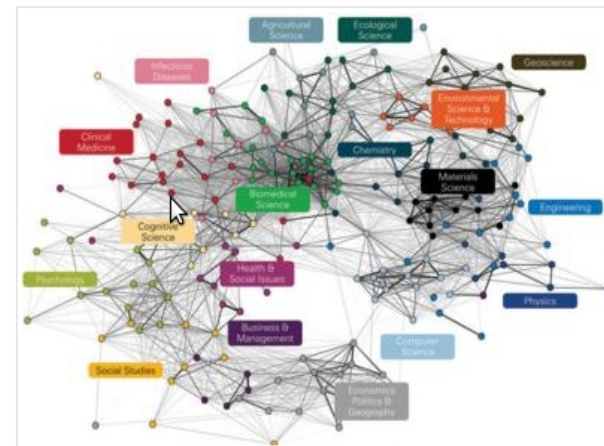 Agricultural
Science
Ecological
Science
Geoscience
Infectious
Diseases
Environmental
Science &
Technology
Clinical
Medicine
Chemistry
Materials
Science
Biomedical
Science
Engineering
Cognitive
Science
Psychology
Health &
Social Issues
Physics
Business &
Management
Computer
Science
Social Studies
Economics
Politics &
Geography